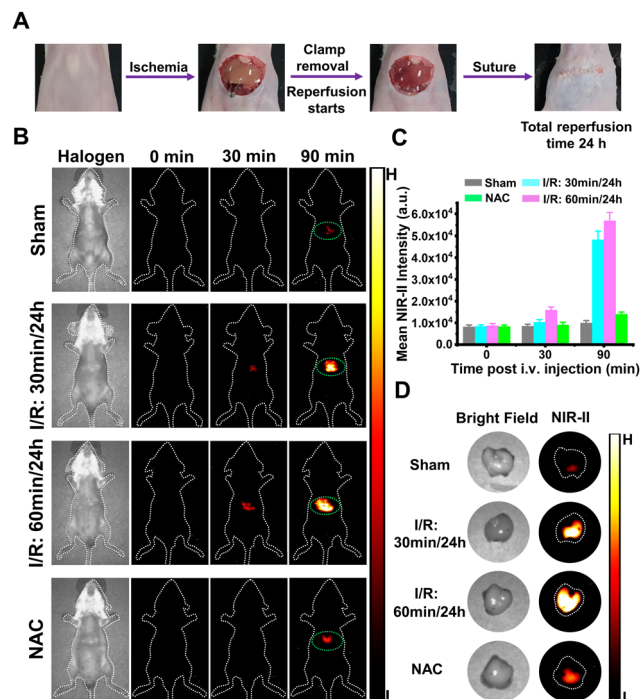 A
Ischemia
Clamp
removal
Reperfusion
starts
Suture
Total reperfusion
time 24 h
B
Halogen 0 min 30 min 90 min
H
Sham
I/R: 30min/24h
I/R: 60min/24h
NAC
L
C
Sham I/R: 30min/24h
NAC I/R: 60min/24 h
Mean NIR-II Intensity (a.u.)
6.0x10⁴
5.0x10⁴
4.0x10⁴
3.0x10⁴
2.0x10⁴
1.0x10⁴
0.0
0 30 90
Time post i.v. injection (min)
D
Bright Field NIR-II
H
Sham
I/R:
30min/24h
I/R:
60min/24h
NAC
L